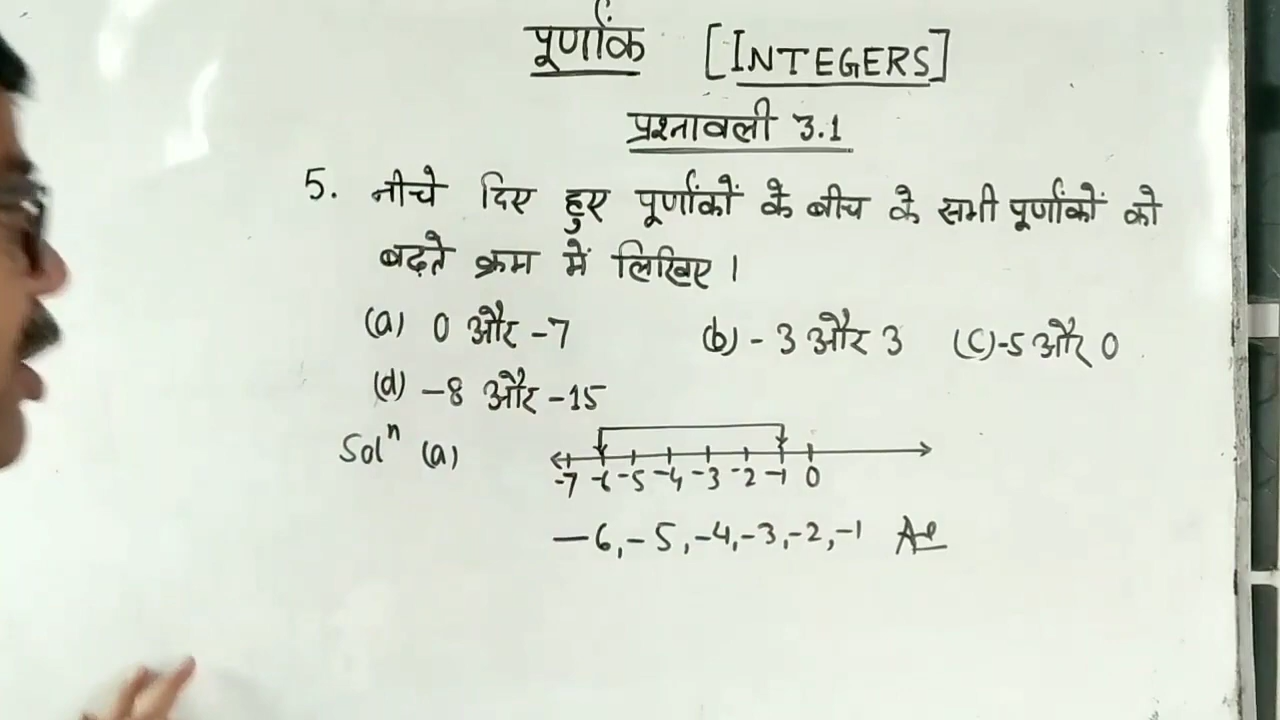 पूर्णांक [INTEGERS]
प्रश्नावली 3.1
5. नीचे दिए हुए पूर्णांकों के बीच के सभी पूर्णांकों को
बढ़ते क्रम में लिखिए।
(a) 0 और -7 (b) -3 और 3 (c) -5 और 0
(d) -8 और -15
Solⁿ (a)
-7 -6 -5 -4 -3 -2 -1 0
-6, -5, -4, -3, -2, -1